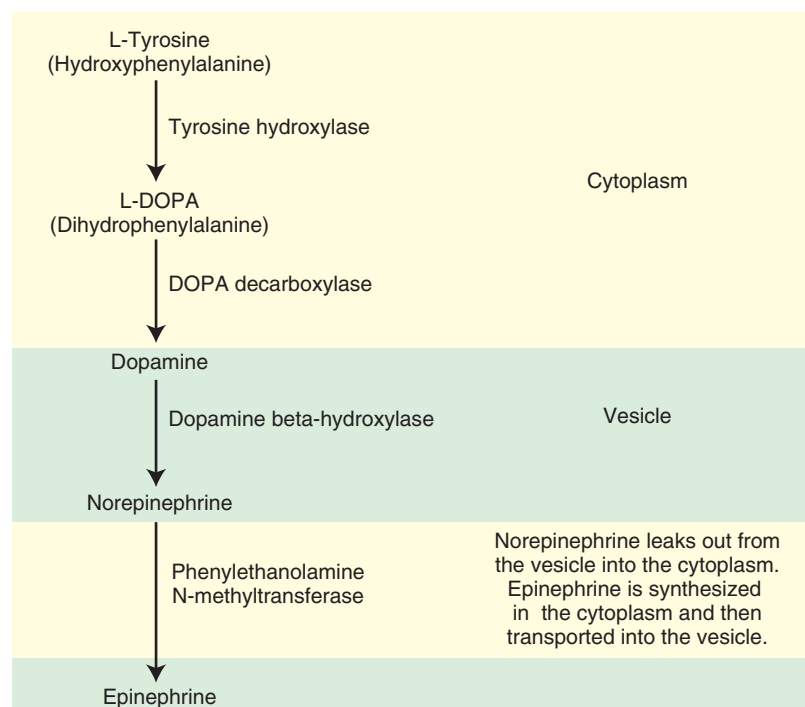 L-Tyrosine
(Hydroxyphenylalanine)
Tyrosine hydroxylase
Cytoplasm
L-DOPA
(Dihydrophenylalanine)
DOPA decarboxylase
Dopamine
Dopamine beta-hydroxylase
Vesicle
Norepinephrine
Phenylethanolamine
N-methyltransferase
Norepinephrine leaks out from
the vesicle into the cytoplasm.
Epinephrine is synthesized
in the cytoplasm and then
transported into the vesicle.
Epinephrine